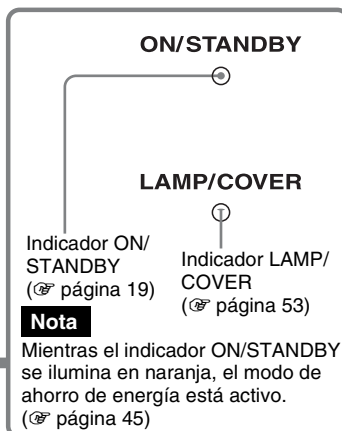 ON/STANDBY
LAMP/COVER
Indicador ON/
STANDBY
(☞ página 19)
Indicador LAMP/
COVER
(☞ página 53)
Nota
Mientras el indicador ON/STANDBY
se ilumina en naranja, el modo de
ahorro de energía está activo.
(☞ página 45)